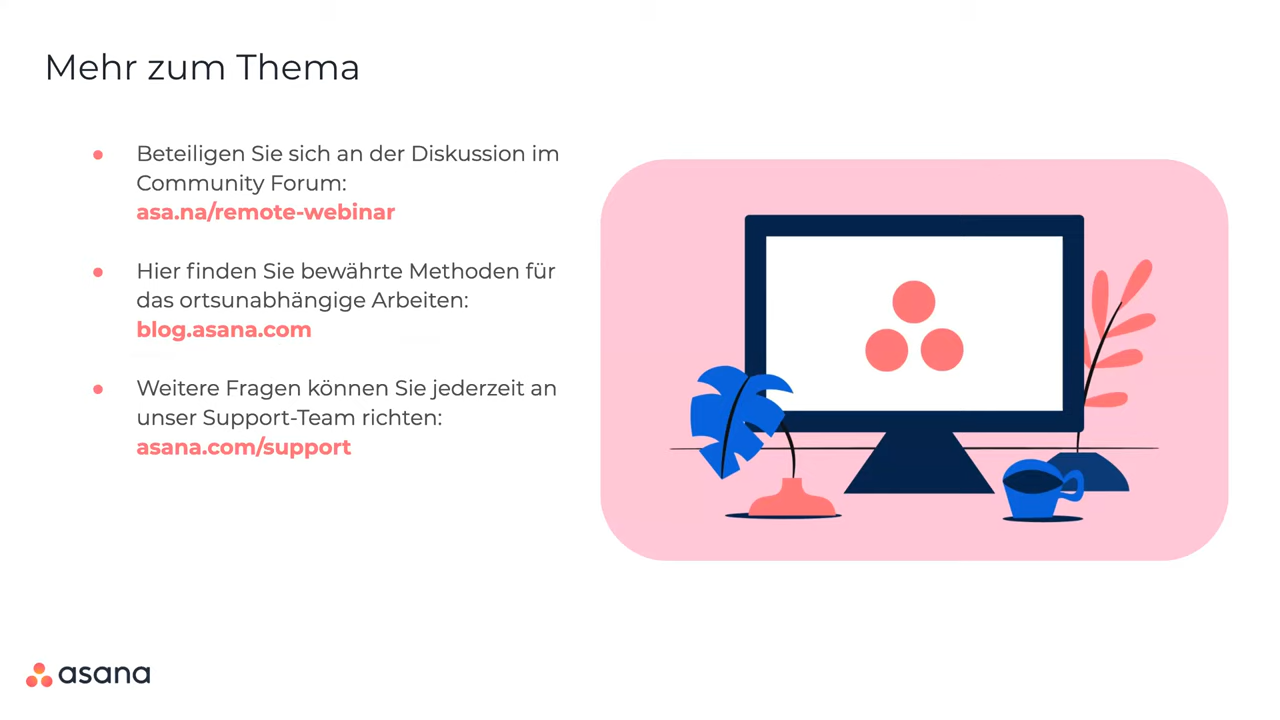 Mehr zum Thema
Beteiligen Sie sich an der Diskussion im
Community Forum:
asa.na/remote-webinar
Hier finden Sie bewährte Methoden für
das ortsunabhängige Arbeiten:
blog.asana.com
Weitere Fragen können Sie jederzeit an
unser Support-Team richten:
asana.com/support
asana